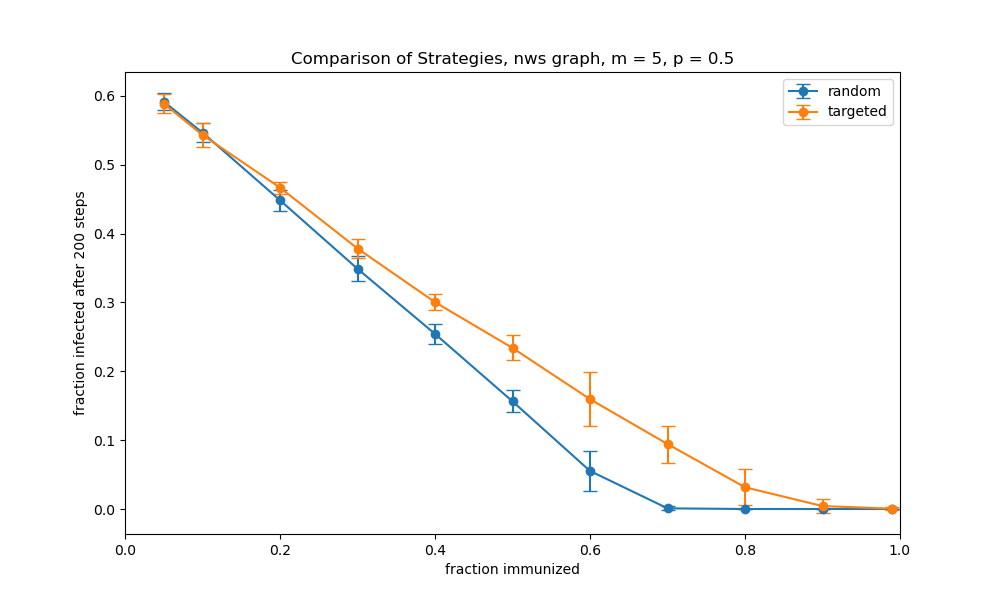 Comparison of Strategies, nws graph, m = 5, p = 0.5
random
targeted
0.6
0.5
0.4
0.3
0.2
0.1
0.0
fraction infected after 200 steps
0.0
0.2
0.4
0.6
0.8
1.0
fraction immunized